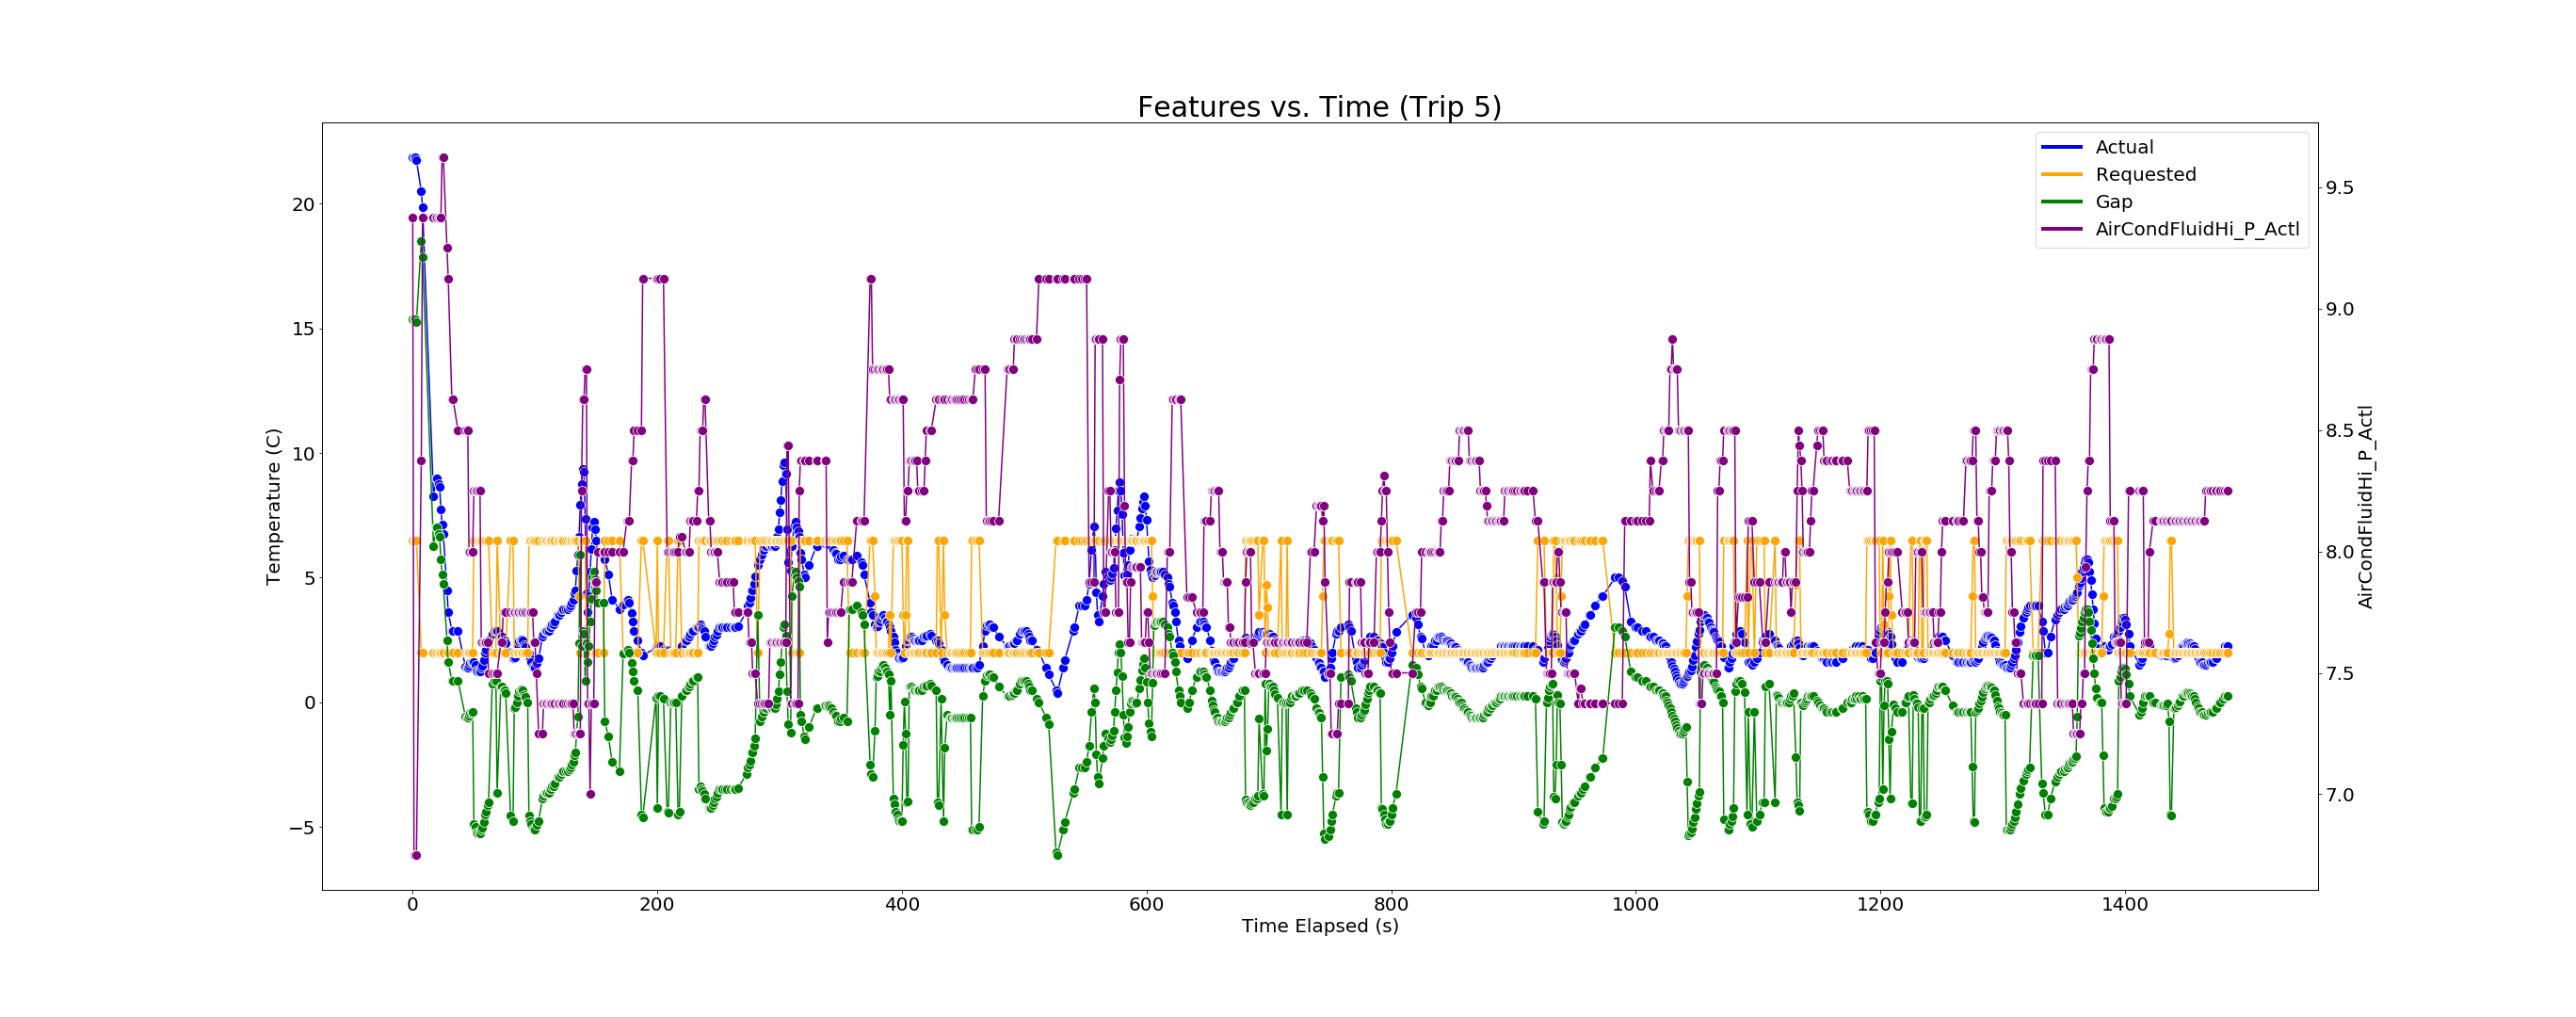 Features vs. Time (Trip 5)
Actual
Requested
Gap
AirCondFluidHi_P_Actl
Temperature (C)
20
15
10
5
0
−5
9.5
9.0
8.5
8.0
7.5
7.0
AirCondFluidHi_P_Actl
0 200 400 600 800 1000 1200 1400
Time Elapsed (s)